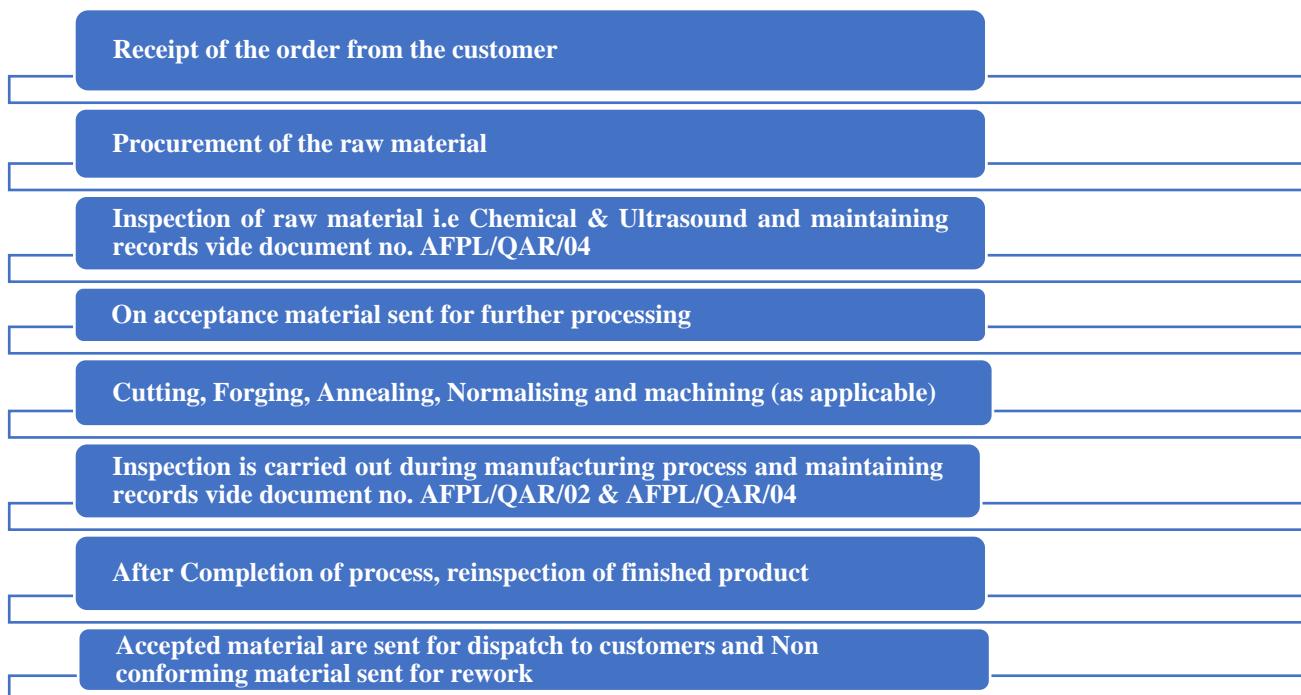 Receipt of the order from the customer
Procurement of the raw material
Inspection of raw material i.e Chemical & Ultrasound and maintaining
records vide document no. AFPL/QAR/04
On acceptance material sent for further processing
Cutting, Forging, Annealing, Normalising and machining (as applicable)
Inspection is carried out during manufacturing process and maintaining
records vide document no. AFPL/QAR/02 & AFPL/QAR/04
After Completion of process, reinspection of finished product
Accepted material are sent for dispatch to customers and Non
conforming material sent for rework